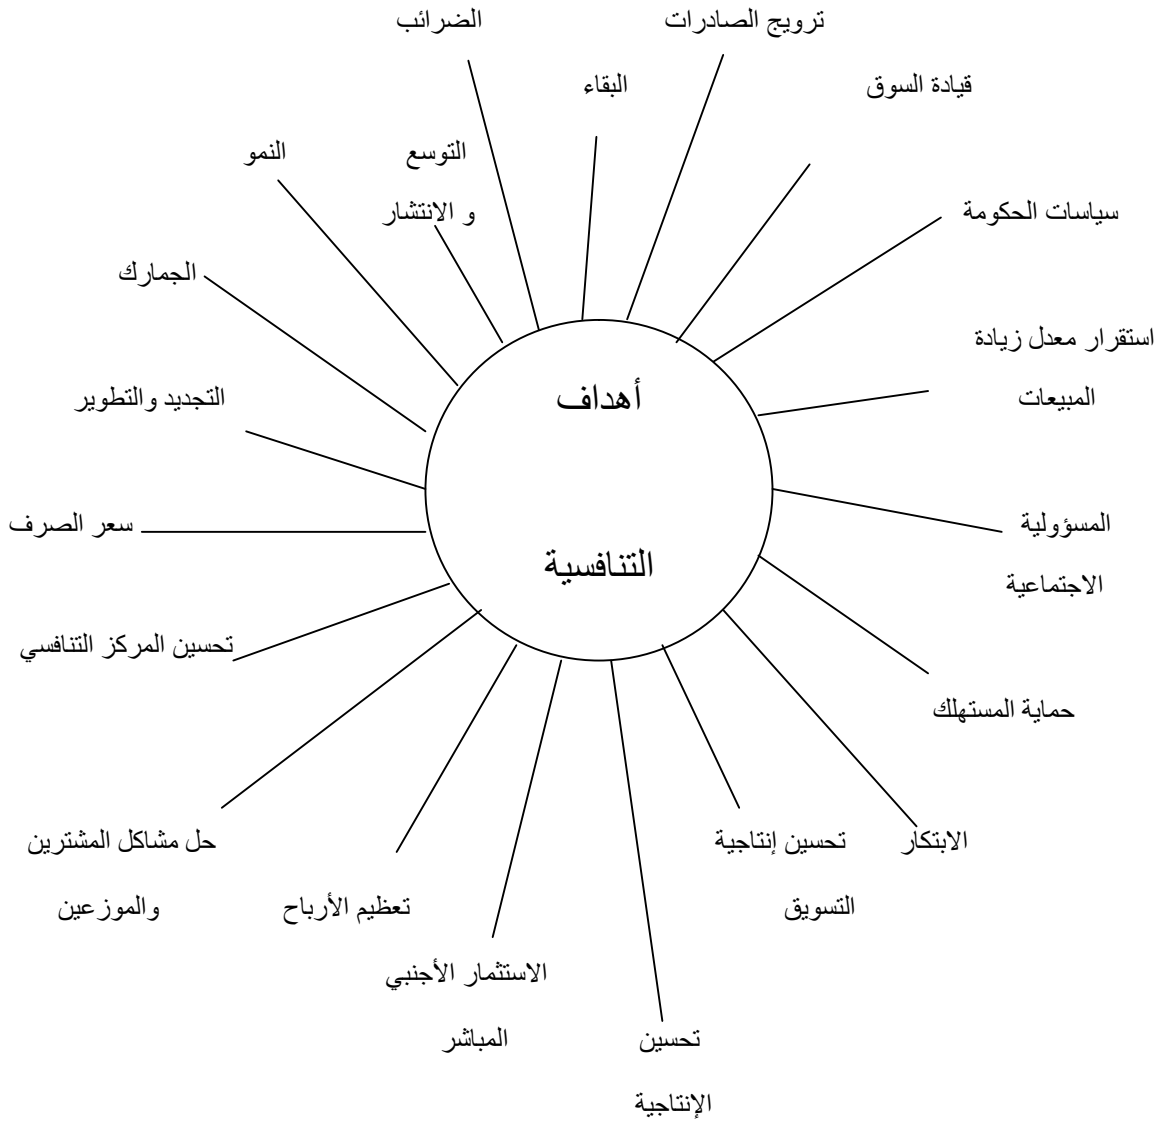 ترويج الصادرات
الضرائب
قيادة السوق
البقاء
التوسع
و الانتشار
النمو
سياسات الحكومة
الجمارك
استقرار معدل زيادة
المبيعات
أهداف
التنافسية
التجديد والتطوير
المسؤولية
الاجتماعية
سعر الصرف
تحسين المركز التنافسي
حماية المستهلك
الابتكار
تحسين إنتاجية
التسويق
حل مشاكل المشترين
والموزعين
تعظيم الأرباح
الاستثمار الأجنبي
المباشر
تحسين
الإنتاجية